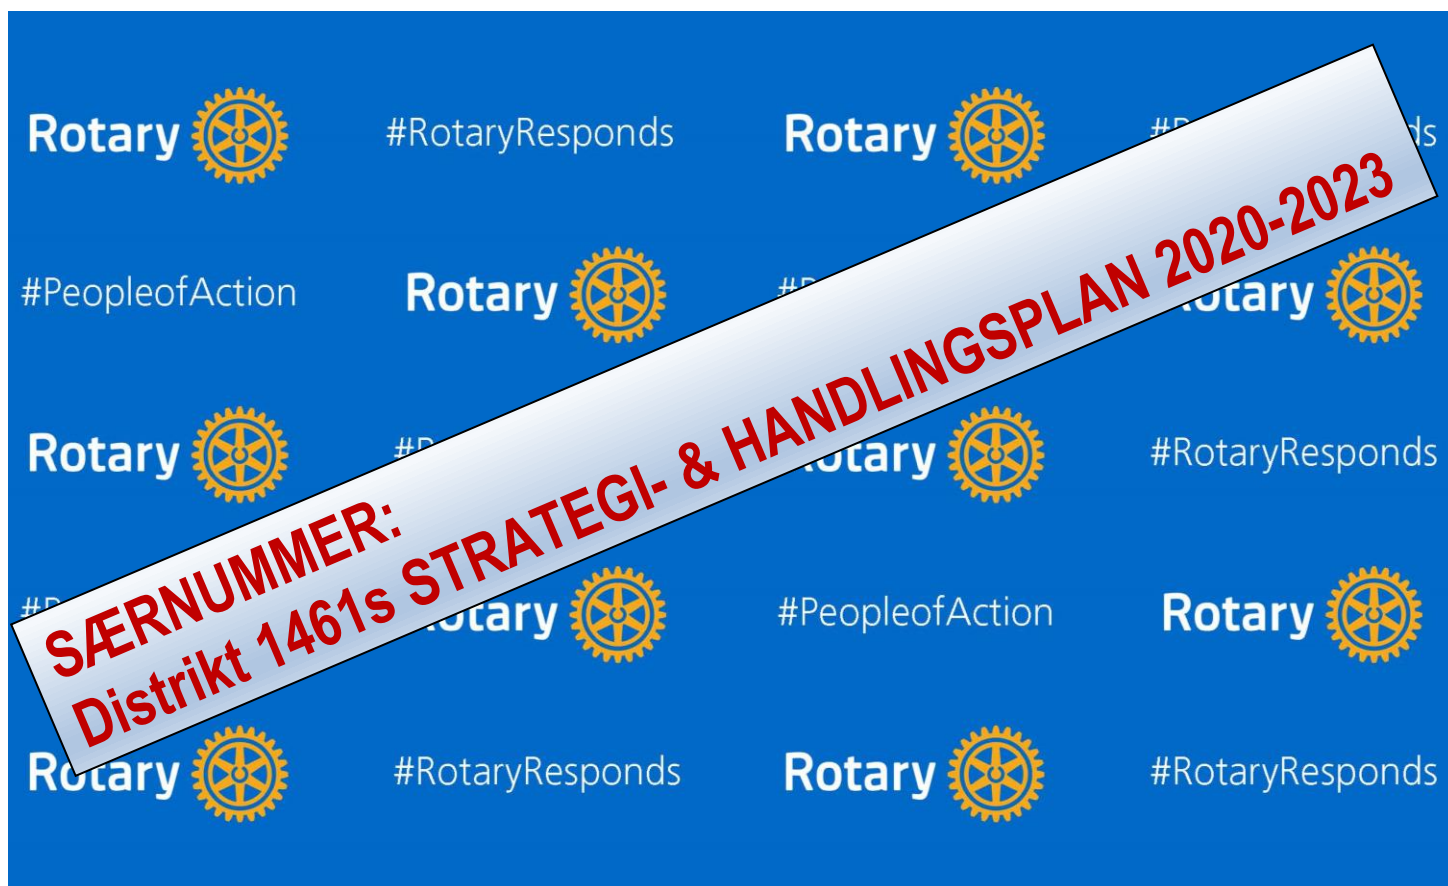 Rotary #RotaryResponds Rotary
#PeopleofAction Rotary
Rotary #RotaryResponds
SÆRNUMMER:
Distrikt 1461s STRATEGI- & HANDLINGSPLAN 2020-2023
#PeopleofAction Rotary
Rotary #RotaryResponds Rotary #RotaryResponds